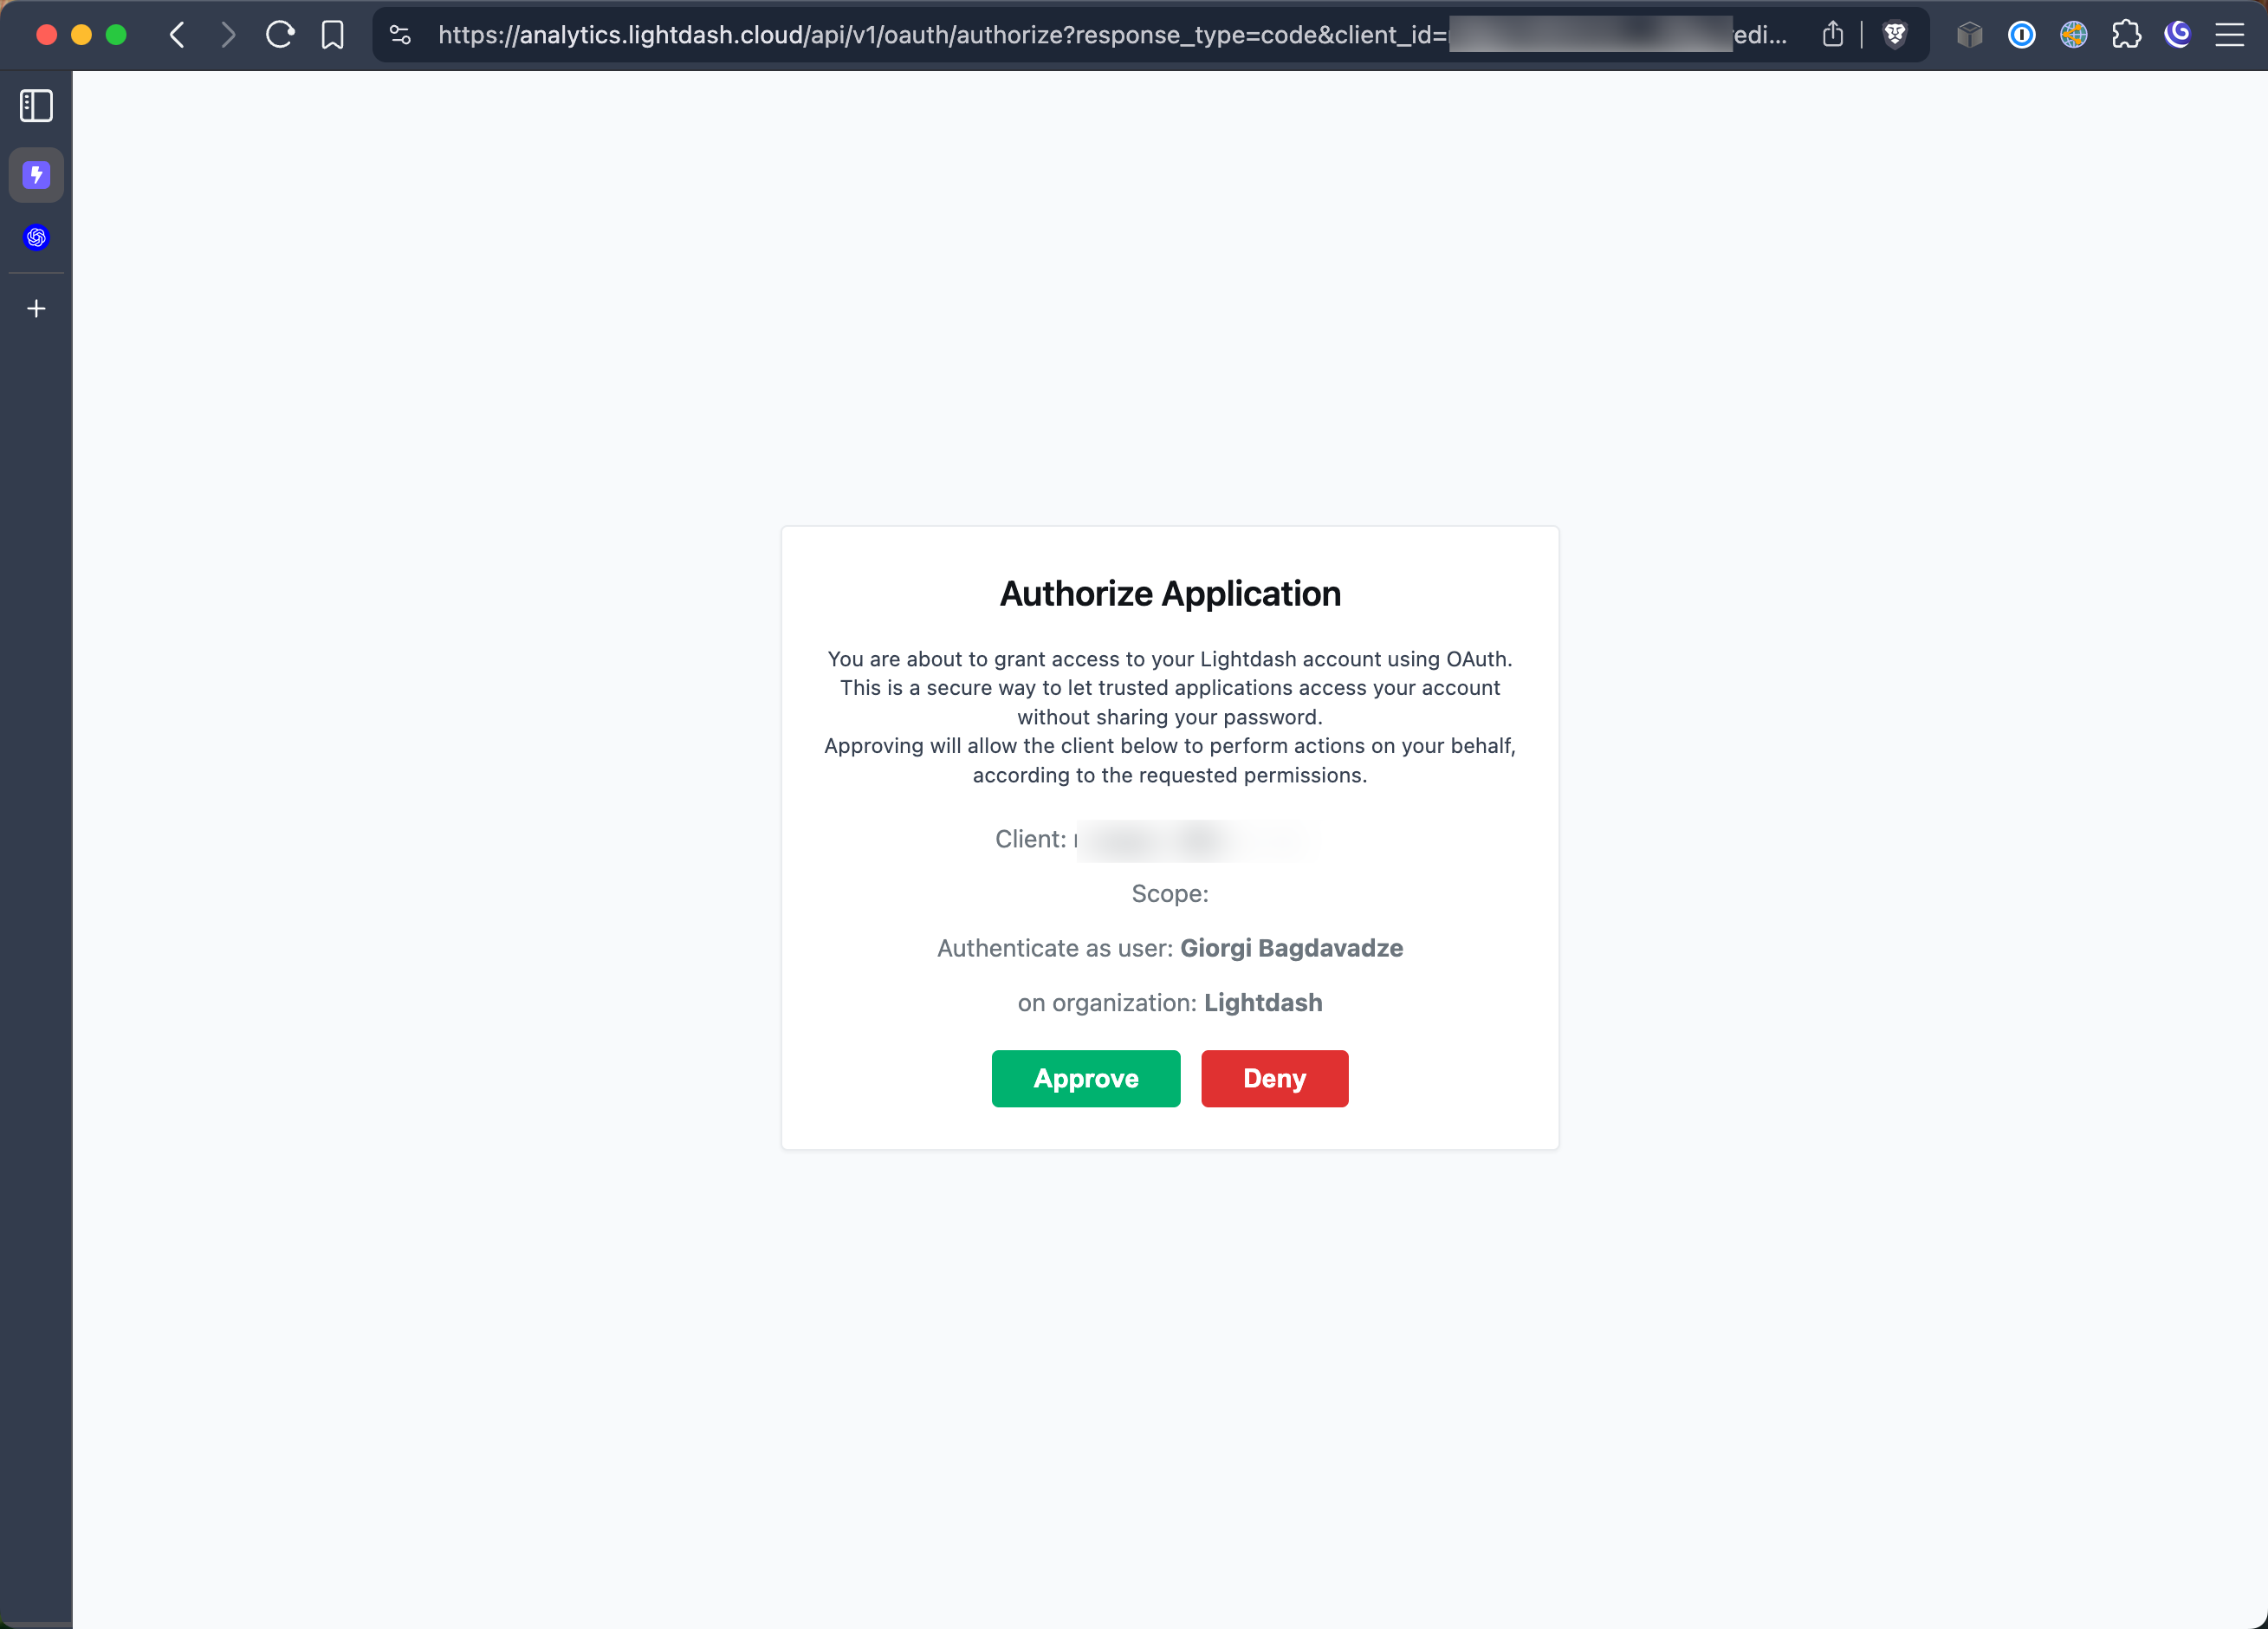 https://analytics.lightdash.cloud/api/v1/oauth/authorize?response_type=code&client_id= edi...
Authorize Application
You are about to grant access to your Lightdash account using OAuth.
This is a secure way to let trusted applications access your account
without sharing your password.
Approving will allow the client below to perform actions on your behalf,
according to the requested permissions.
Client:
Scope:
Authenticate as user: Giorgi Bagdavadze
on organization: Lightdash
Approve Deny